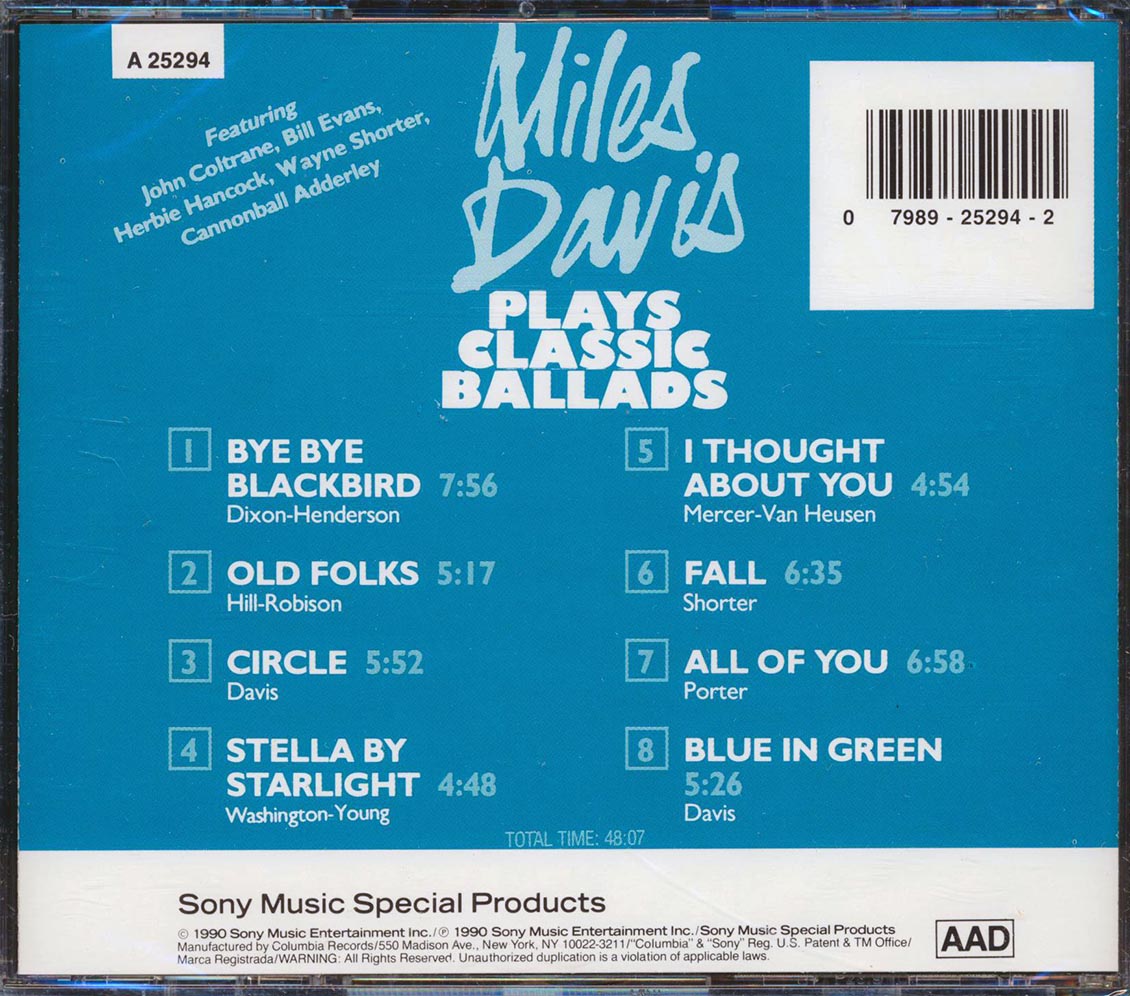 A 25294
Featuring
John Coltrane, Bill Evans,
Herbie Hancock, Wayne Shorter,
Cannonball Adderley
Miles
Davis
PLAYS
CLASSIC
BALLADS
0 7989 - 25294 - 2
1 BYE BYE
BLACKBIRD 7:56
Dixon-Henderson
2 OLD FOLKS 5:17
Hill-Robison
3 CIRCLE 5:52
Davis
4 STELLA BY
STARLIGHT 4:48
Washington-Young
5 I THOUGHT
ABOUT YOU 4:54
Mercer-Van Heusen
6 FALL 6:35
Shorter
7 ALL OF YOU 6:58
Porter
8 BLUE IN GREEN
5:26
Davis
TOTAL TIME: 48:07
Sony Music Special Products
© 1990 Sony Music Entertainment Inc./℗ 1990 Sony Music Entertainment Inc./Sony Music Special Products
Manufactured by Columbia Records/550 Madison Ave., New York, NY 10022-3211/"Columbia" & "Sony" Reg. U.S. Patent & TM Office/
Marca Registrada/WARNING: All Rights Reserved. Unauthorized duplication is a violation of applicable laws.
AAD